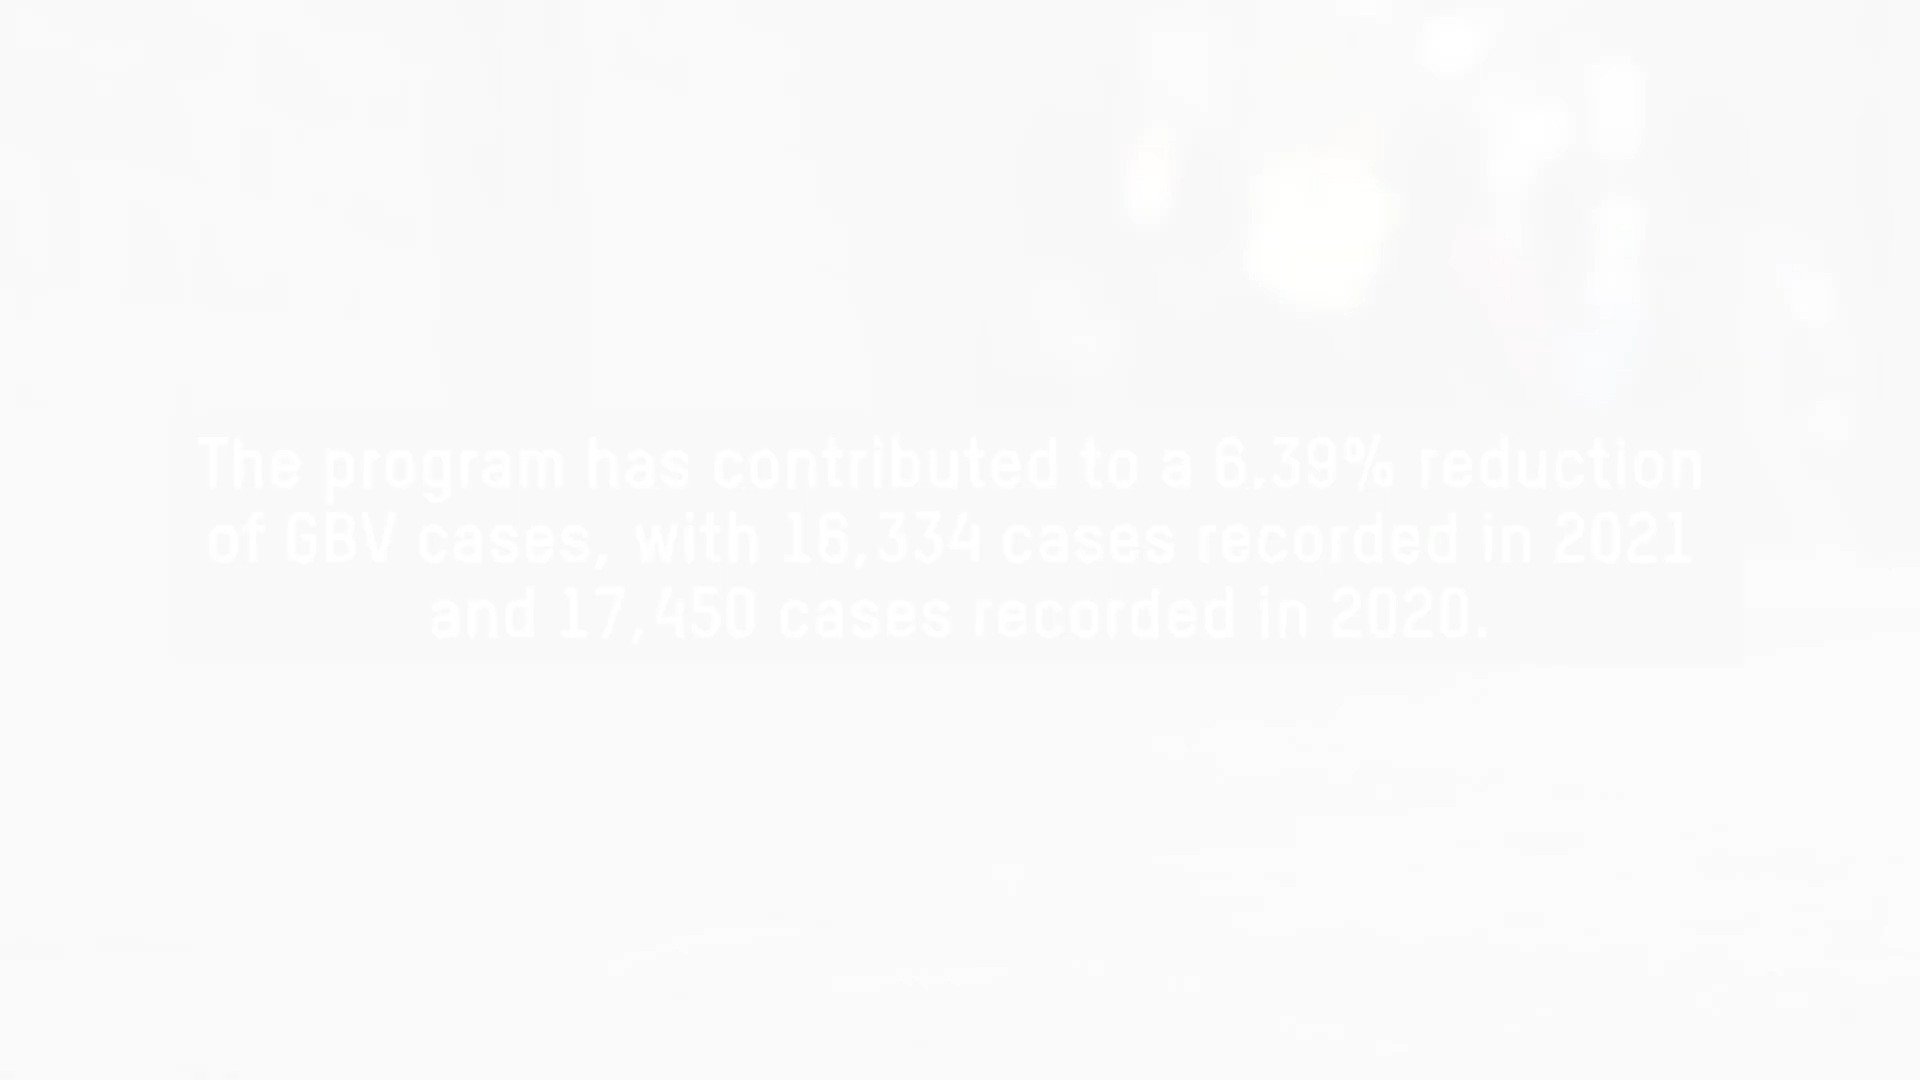 The program has contributed to a 6.39% reduction
of GBV cases, with 16,334 cases recorded in 2021
and 17,450 cases recorded in 2020.